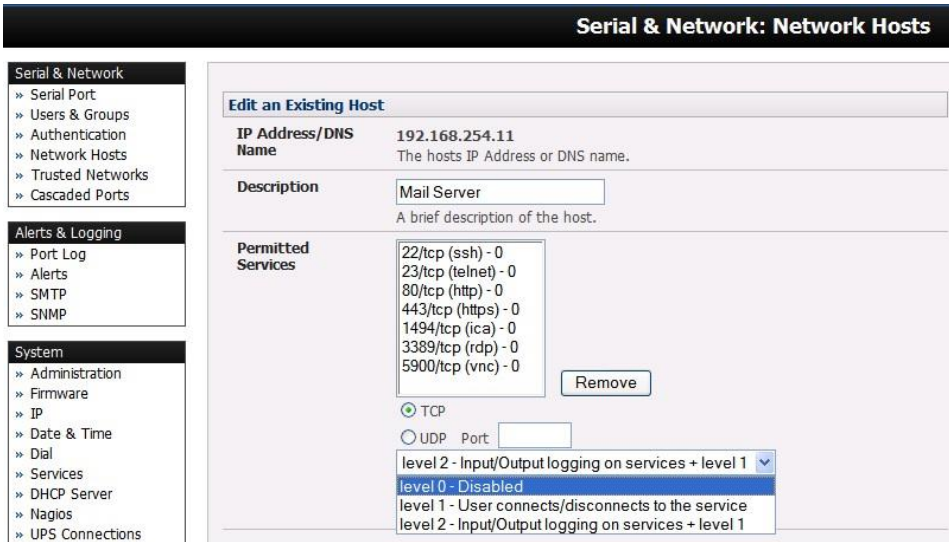 Serial & Network: Network Hosts
Serial & Network
» Serial Port
» Users & Groups
» Authentication
» Network Hosts
» Trusted Networks
» Cascaded Ports
Alerts & Logging
» Port Log
» Alerts
» SMTP
» SNMP
System
» Administration
» Firmware
» IP
» Date & Time
» Dial
» Services
» DHCP Server
» Nagios
» UPS Connections
Edit an Existing Host
IP Address/DNS
Name
192.168.254.11
The hosts IP Address or DNS name.
Description
Mail Server
A brief description of the host.
Permitted
Services
22/tcp (ssh) - 0
23/tcp (telnet) - 0
80/tcp (http) - 0
443/tcp (https) - 0
1494/tcp (ica) - 0
3389/tcp (rdp) - 0
5900/tcp (vnc) - 0
Remove
TCP
UDP Port
level 2 - Input/Output logging on services + level 1
level 0 - Disabled
level 1 - User connects/disconnects to the service
level 2 - Input/Output logging on services + level 1